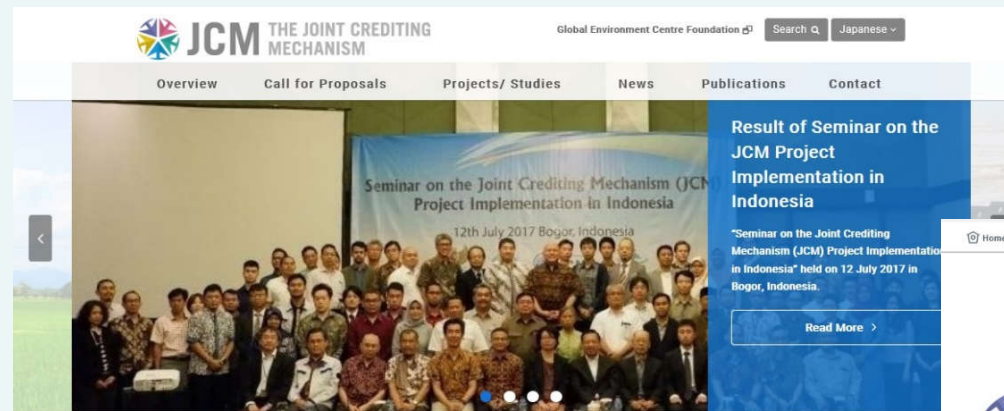 JCM THE JOINT CREDITING
MECHANISM
Global Environment Centre Foundation
Search
Japanese
Overview
Call for Proposals
Projects/ Studies
News
Publications
Contact
Seminar on the Joint Crediting Mechanism (JCM)
Project Implementation in Indonesia
12th July 2017 Bogor, Indonesia
Result of Seminar on the
JCM Project
Implementation in
Indonesia
"Seminar on the Joint Crediting
Mechanism (JCM) Project Implementation
in Indonesia" held on 12 July 2017 in
Bogor, Indonesia.
Read More
Home